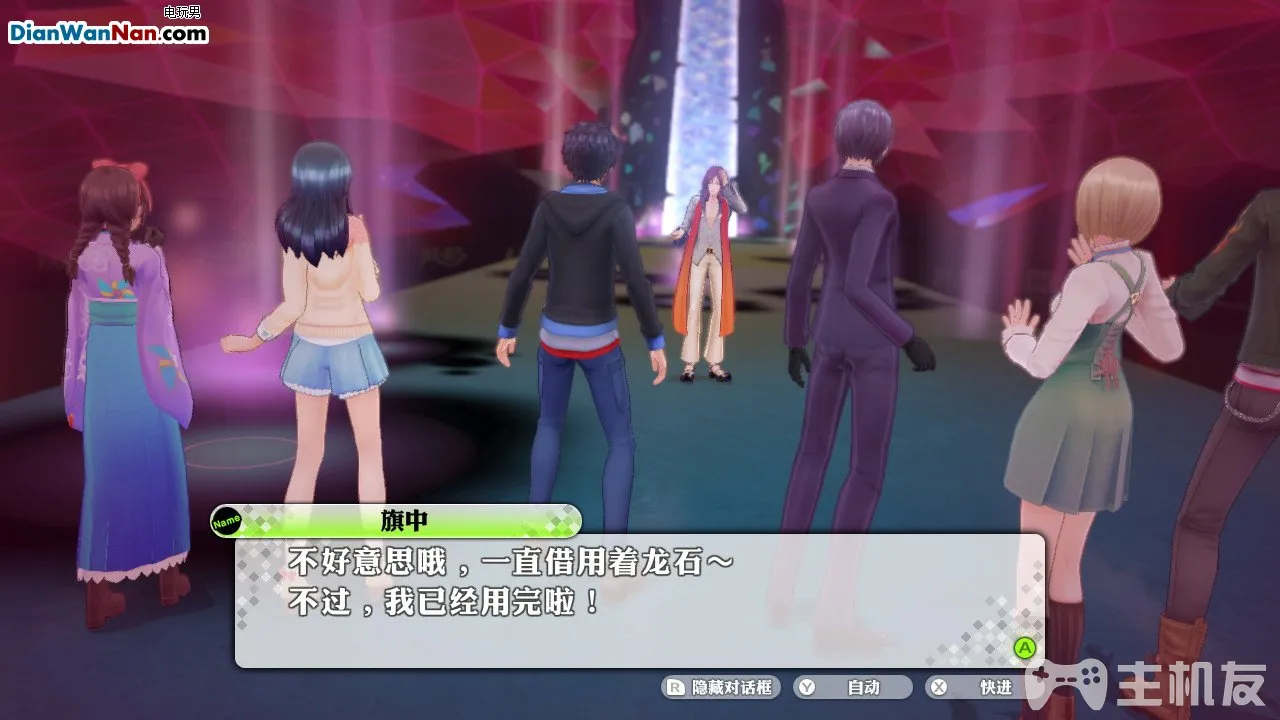 电玩男
DianWanNan.com
Name
旗中
不好意思哦，一直借用着龙石～
不过，我已经用完啦！
A
R 隐藏对话框 Y 自动 X 快进
主机友